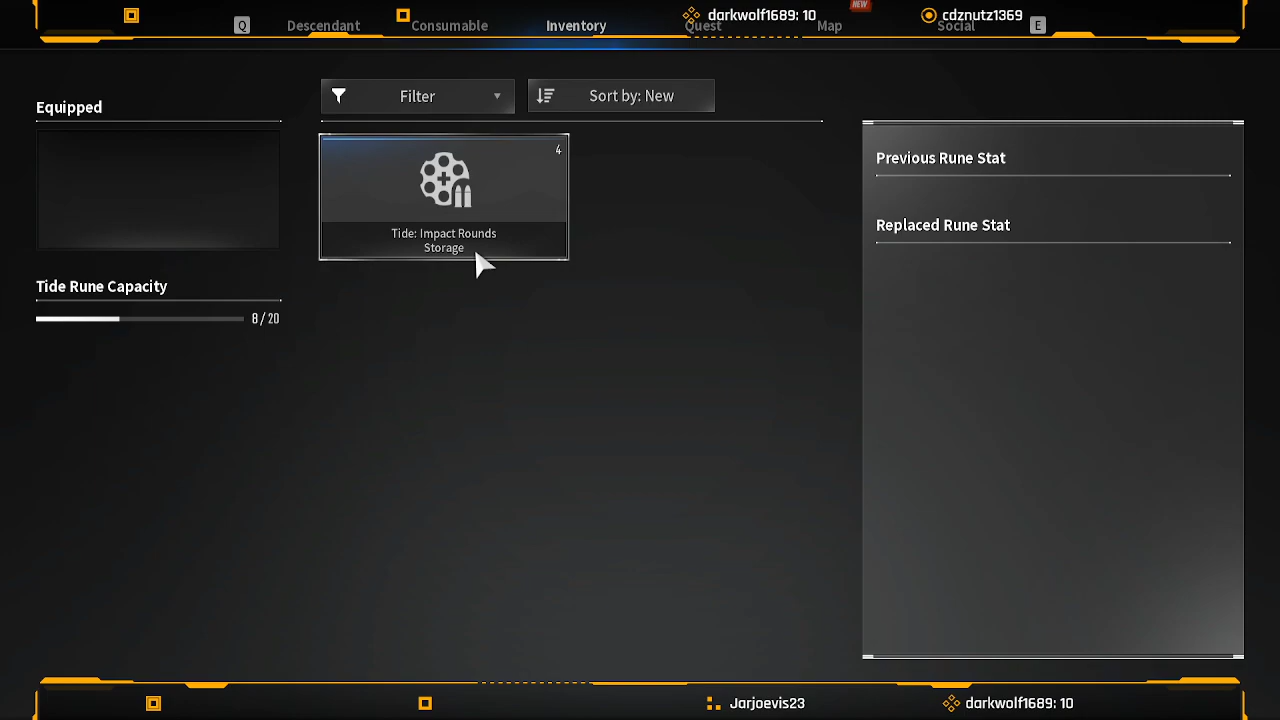 darkwolf1689: 10
cdznutz1369
NEW
Q
Descendant
Consumable
Inventory
Quest
Map
Social
E
Equipped
Filter
Sort by: New
4
Tide: Impact Rounds
Storage
Tide Rune Capacity
8 / 20
Previous Rune Stat
Replaced Rune Stat
Jarjoevis23
darkwolf1689: 10